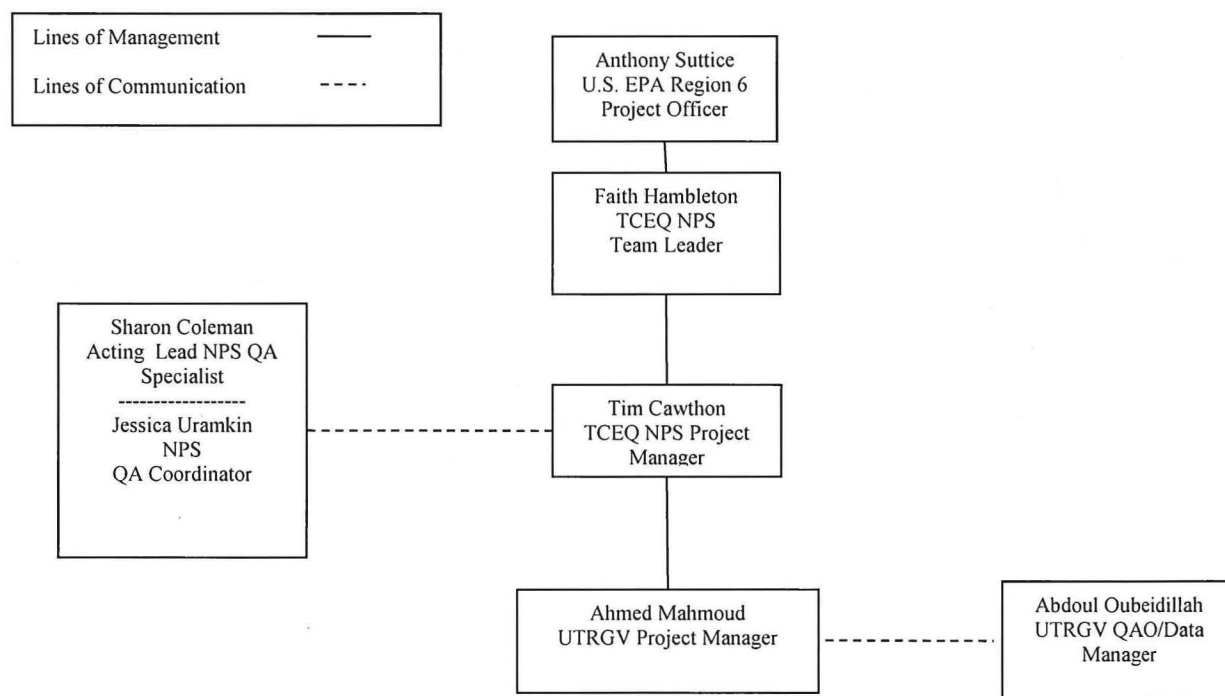 Lines of Management
Lines of Communication
Anthony Suttice
U.S. EPA Region 6
Project Officer
Faith Hambleton
TCEQ NPS
Team Leader
Sharon Coleman
Acting Lead NPS QA
Specialist
------------------
Jessica Uramkin
NPS
QA Coordinator
Tim Cawthon
TCEQ NPS Project
Manager
Ahmed Mahmoud
UTRGV Project Manager
Abdoul Oubeidillah
UTRGV QAO/Data
Manager